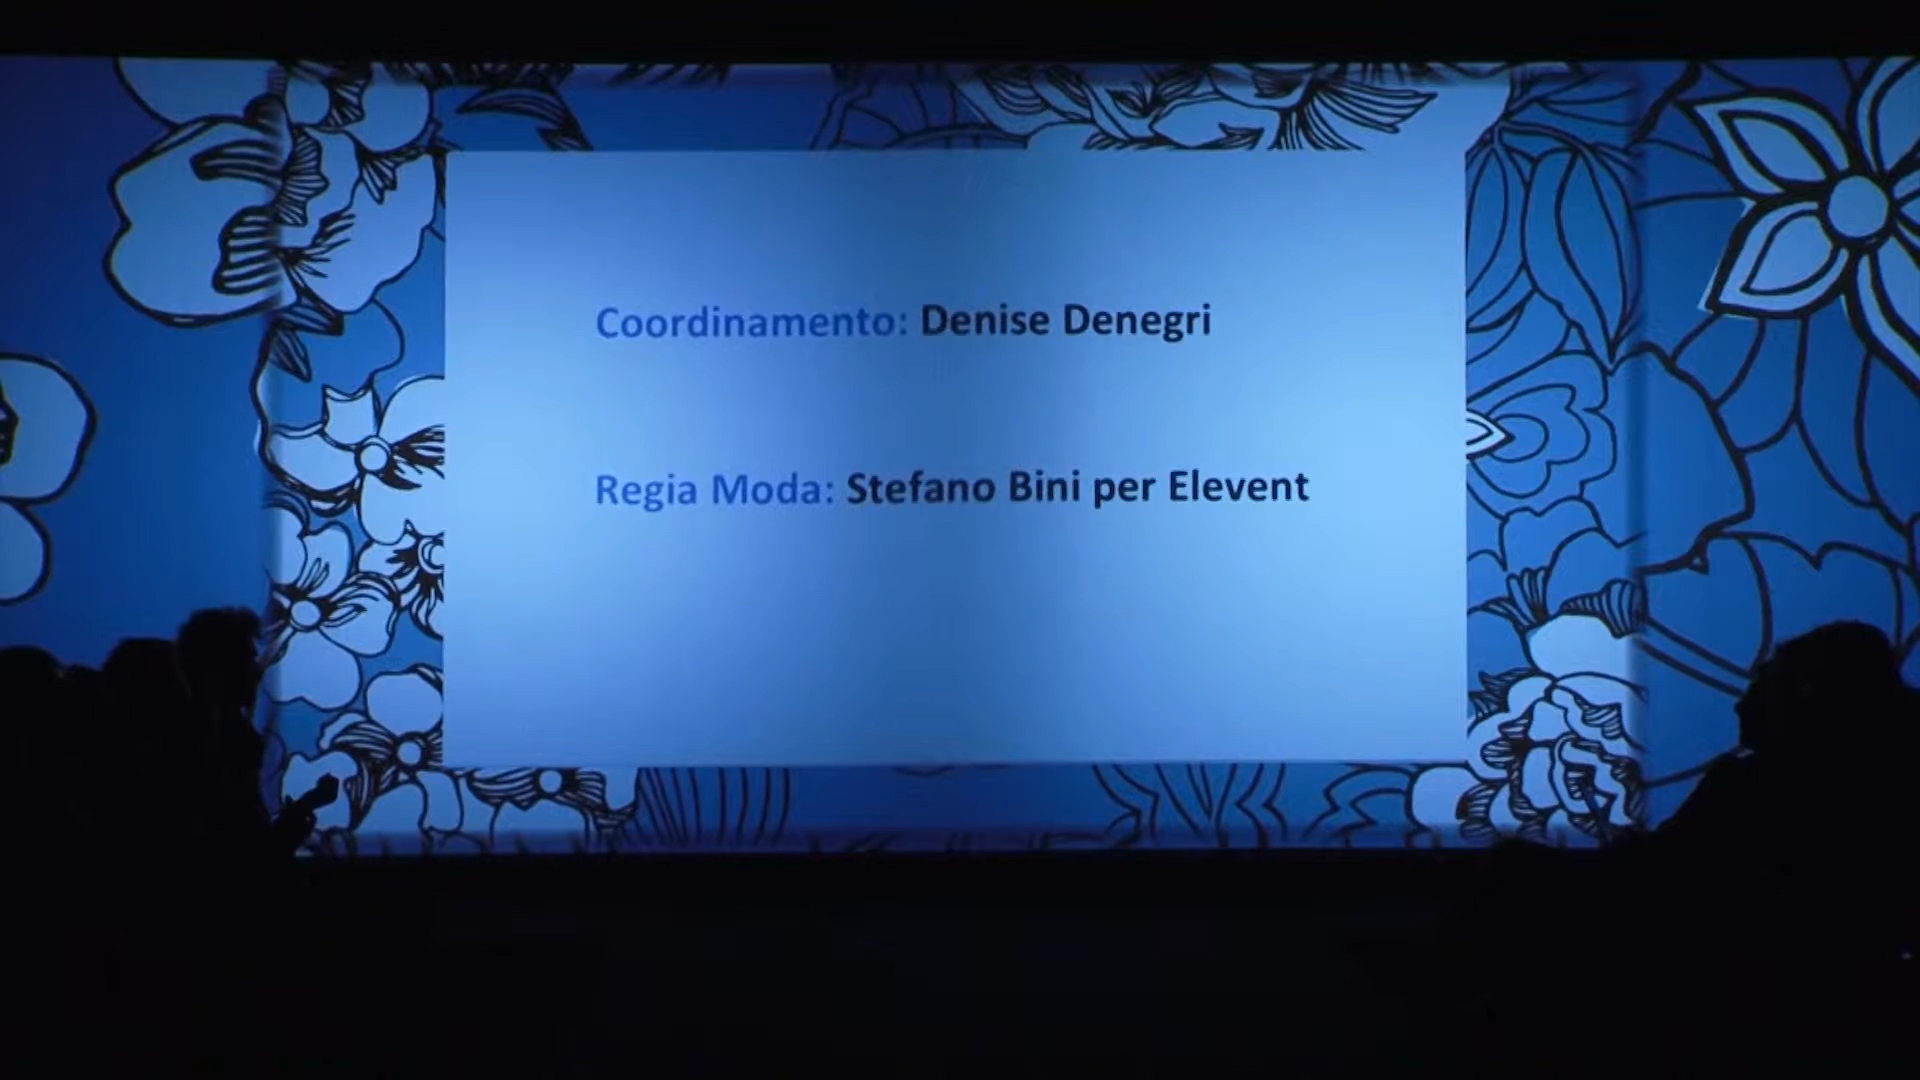 Coordinamento: Denise Denegri
Regia Moda: Stefano Bini per Elevent